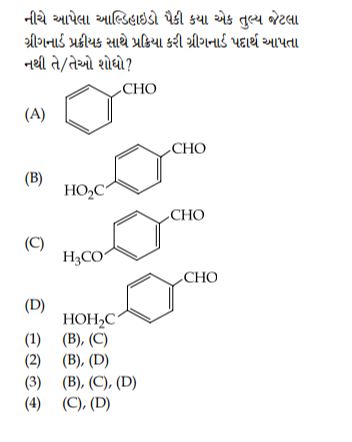 નીચે આપેલા આલ્ડિહાઇડો પૈકી કયા એક તુલ્ય જેટલા
ગ્રીગનાર્ડ પ્રક્રીયક સાથે પ્રક્રિયા કરી ગ્રીગનાર્ડ પદાર્થ આપતા
નથી તે/તેઓ શોધો?
CHO
(A)
CHO
(B)
HO₂C
CHO
(C)
H₃CO
CHO
(D)
HOH₂C
(1) (B), (C)
(2) (B), (D)
(3) (B), (C), (D)
(4) (C), (D)